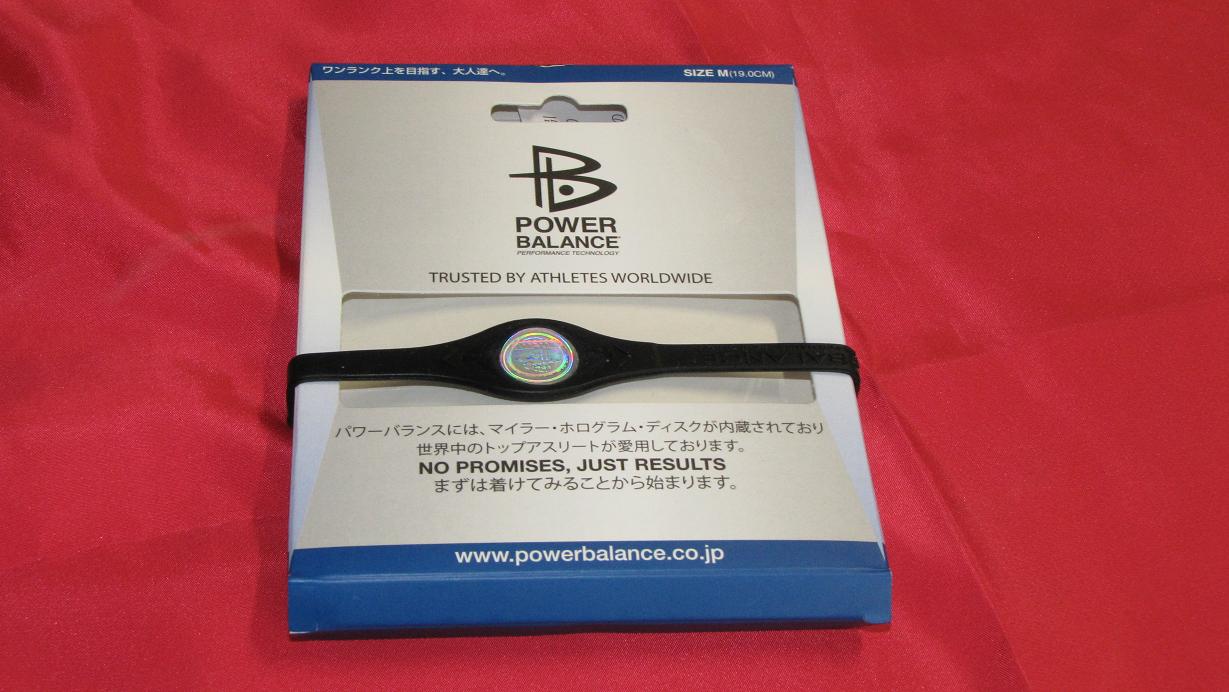 ワンランク上を目指す、大人達へ。
SIZE M(19.0CM)
POWER
BALANCE
PERFORMANCE TECHNOLOGY
TRUSTED BY ATHLETES WORLDWIDE
BALANCE
パワーバランスには、マイラー・ホログラム・ディスクが内蔵されており
世界中のトップアスリートが愛用しております。
NO PROMISES, JUST RESULTS
まずは着けてみることから始まります。
www.powerbalance.co.jp